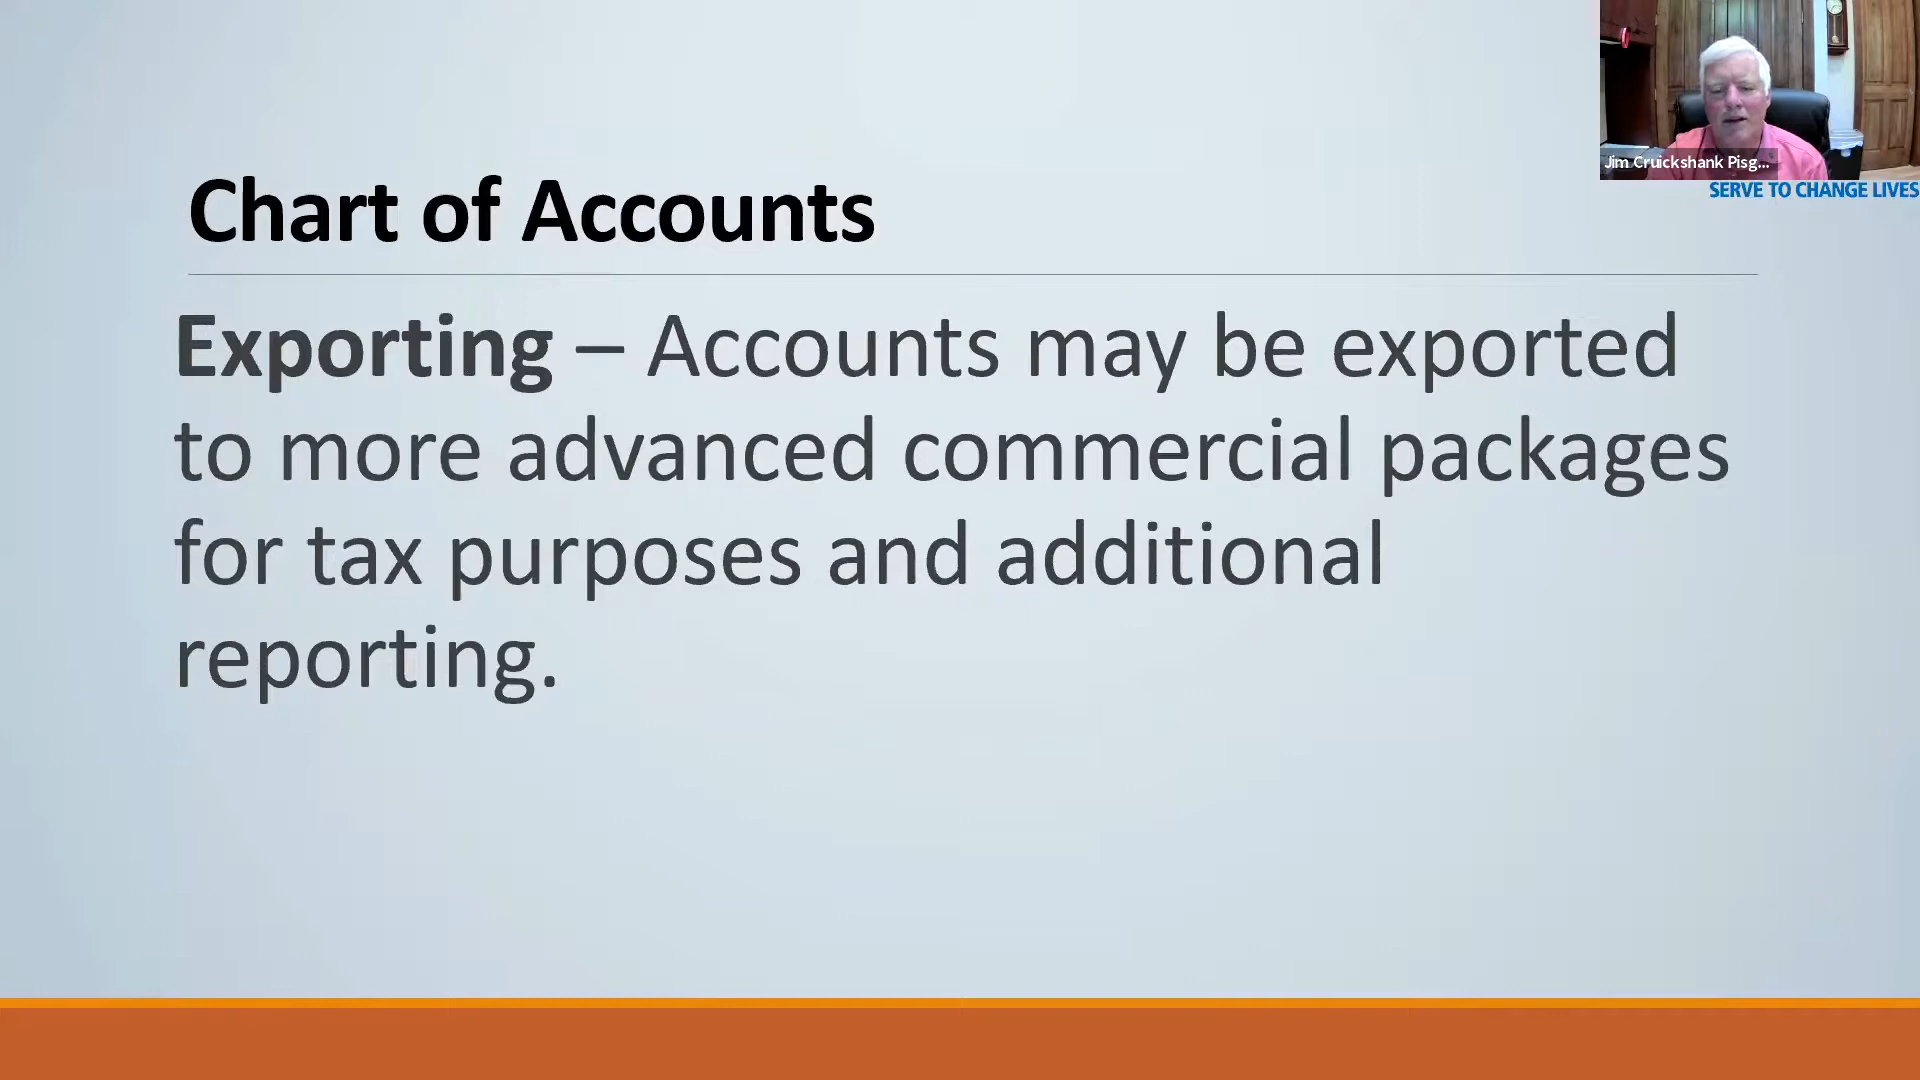 Jim Cruickshank Pisg...
SERVE TO CHANGE LIVES
Chart of Accounts
Exporting – Accounts may be exported
to more advanced commercial packages
for tax purposes and additional
reporting.